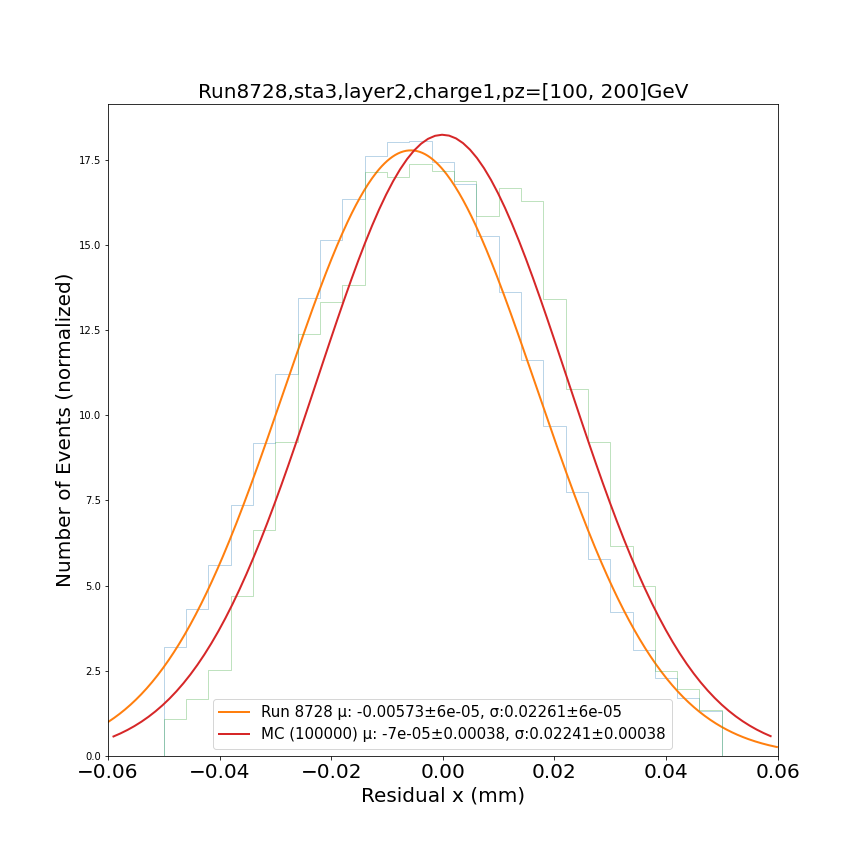 Run8728,sta3,layer2,charge1,pz=[100, 200]GeV
Number of Events (normalized)
17.5
15.0
12.5
10.0
7.5
5.0
2.5
0.0
Run 8728 μ: -0.00573±6e-05, σ:0.02261±6e-05
MC (100000) μ: -7e-05±0.00038, σ:0.02241±0.00038
−0.06 −0.04 −0.02 0.00 0.02 0.04 0.06
Residual x (mm)